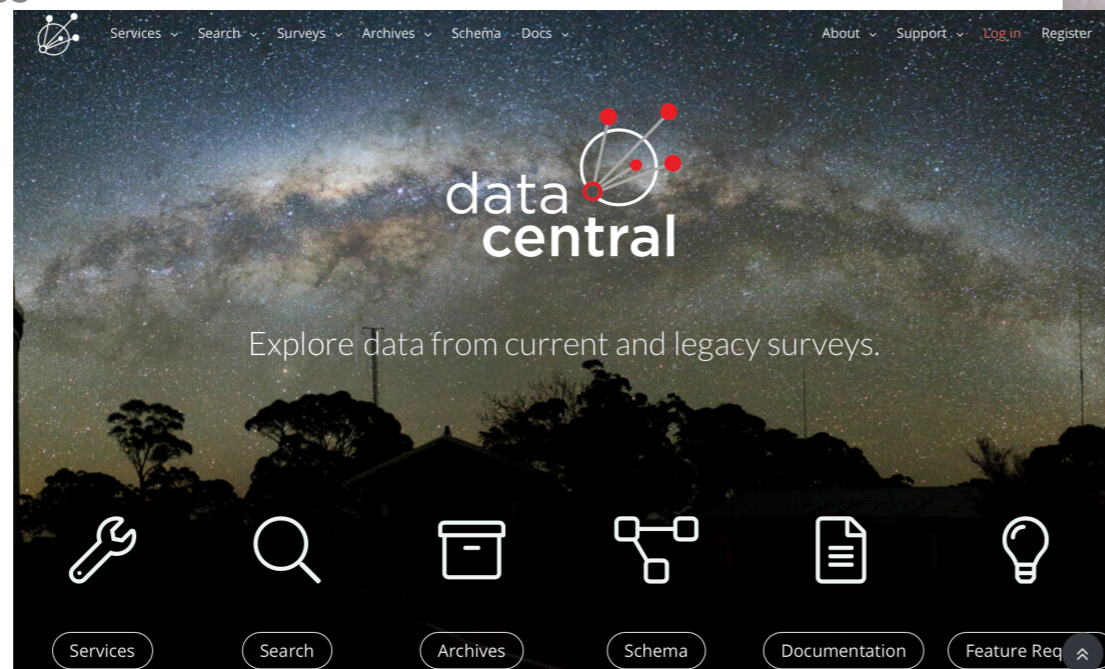 Services Search Surveys Archives Schema Docs About Support Log in Register
data
central
Explore data from current and legacy surveys.
Services Search Archives Schema Documentation Feature Req